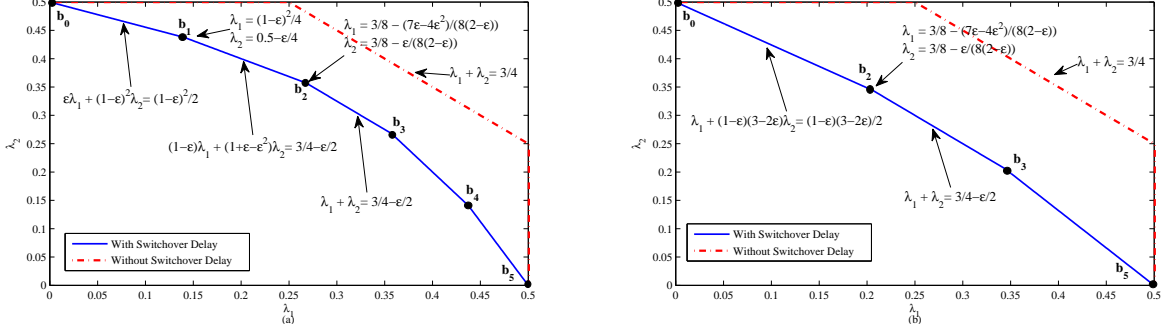 0.5
0.45
0.4
0.35
0.3
0.25
0.2
0.15
0.1
0.05
0
λ2
b0
b1
λ1 = (1−ε)²/4
λ2 = 0.5−ε/4
λ1 = 3/8 − (7ε−4ε²)/(8(2−ε))
λ2 = 3/8 − ε/(8(2−ε))
λ1 + λ2 = 3/4
ελ1 + (1−ε)²λ2 = (1−ε)²/2
b2
b3
(1−ε)λ1 + (1+ε−ε²)λ2 = 3/4−ε/2
b4
λ1 + λ2 = 3/4−ε/2
With Switchover Delay
Without Switchover Delay
b5
0 0.05 0.1 0.15 0.2 0.25 0.3 0.35 0.4 0.45 0.5
λ1
(a)
0.5
0.45
0.4
0.35
0.3
0.25
0.2
0.15
0.1
0.05
0
λ2
b0
λ1 = 3/8 − (7ε−4ε²)/(8(2−ε))
λ2 = 3/8 − ε/(8(2−ε))
λ1 + λ2 = 3/4
b2
λ1 + (1−ε)(3−2ε)λ2 = (1−ε)(3−2ε)/2
b3
λ1 + λ2 = 3/4−ε/2
With Switchover Delay
Without Switchover Delay
b5
0 0.05 0.1 0.15 0.2 0.25 0.3 0.35 0.4 0.45 0.5
λ1
(b)